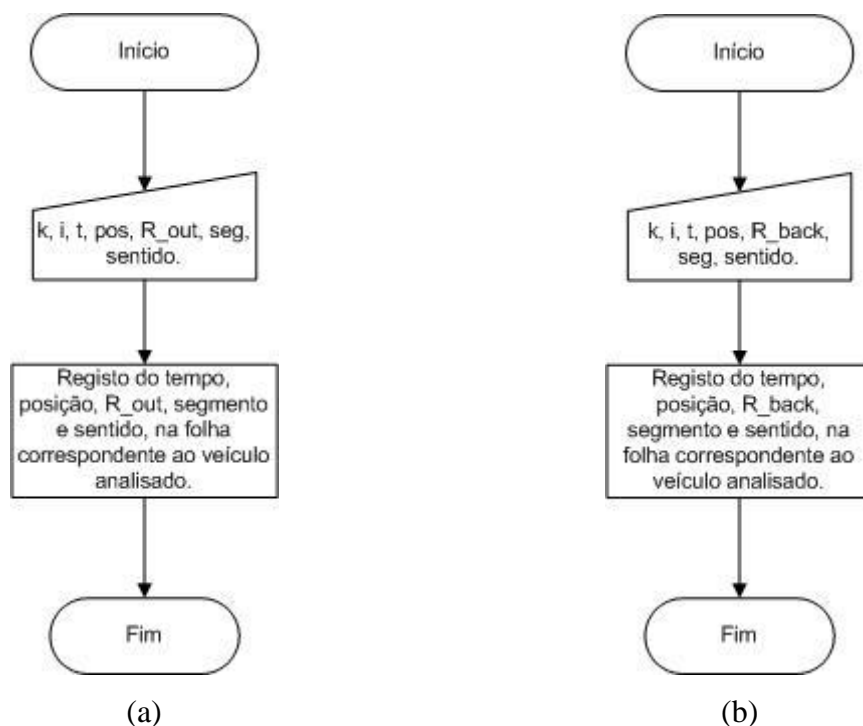 Início
k, i, t, pos, R_out, seg,
sentido.
Registo do tempo,
posição, R_out, segmento
e sentido, na folha
correspondente ao veículo
analisado.
Fim
(a)
Início
k, i, t, pos, R_back,
seg, sentido.
Registo do tempo,
posição, R_back,
segmento e sentido, na
folha correspondente ao
veículo analisado.
Fim
(b)